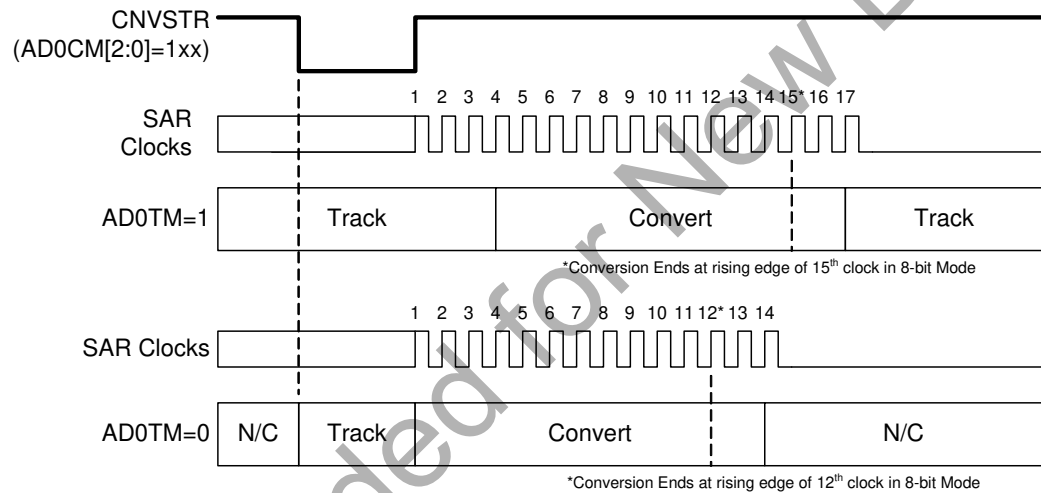 CNVSTR
(AD0CM[2:0]=1xx)
1 2 3 4 5 6 7 8 9 10 11 12 13 14 15* 16 17
SAR
Clocks
AD0TM=1 Track Convert Track
*Conversion Ends at rising edge of 15th clock in 8-bit Mode
1 2 3 4 5 6 7 8 9 10 11 12* 13 14
SAR Clocks
AD0TM=0 N/C Track Convert N/C
*Conversion Ends at rising edge of 12th clock in 8-bit Mode
ded for New